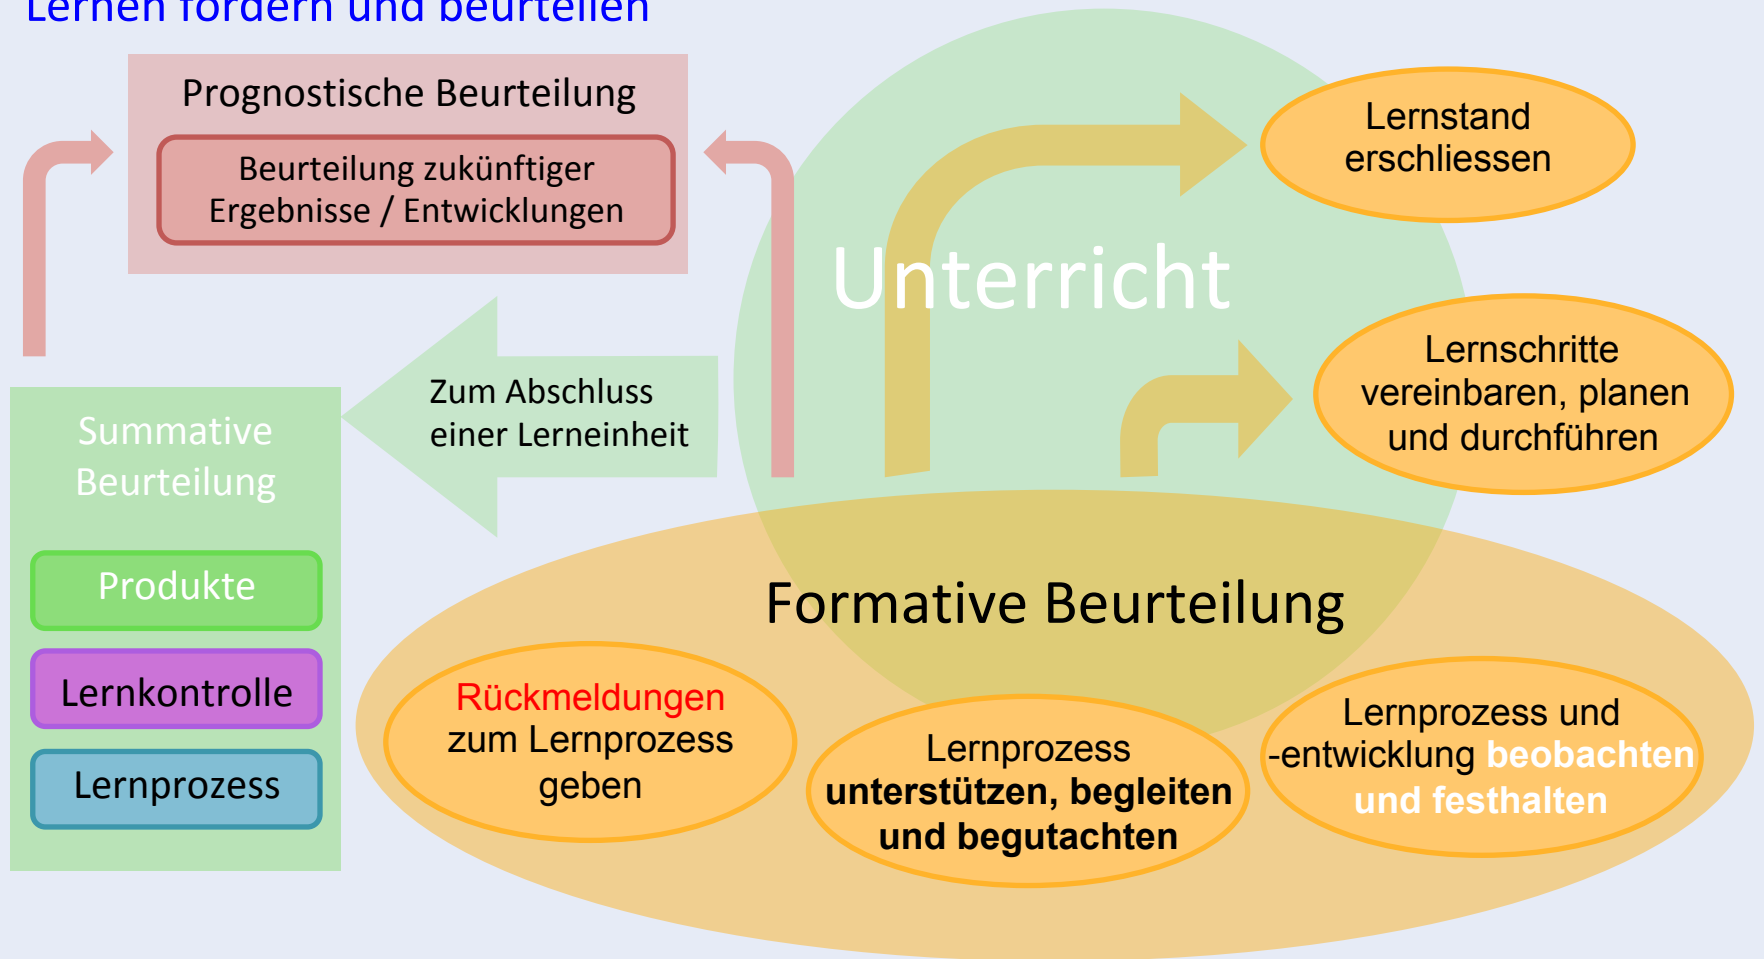 Lernen fördern und beurteilen
Prognostische Beurteilung
Beurteilung zukünftiger
Ergebnisse / Entwicklungen
Lernstand
erschliessen
Unterricht
Lernschritte
vereinbaren, planen
und durchführen
Zum Abschluss
einer Lerneinheit
Summative
Beurteilung
Produkte
Lernkontrolle
Lernprozess
Formative Beurteilung
Rückmeldungen
zum Lernprozess
geben
Lernprozess
unterstützen, begleiten
und begutachten
Lernprozess und
-entwicklung beobachten
und festhalten